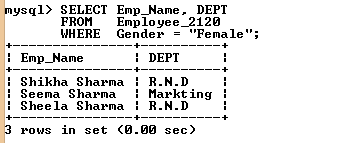 mysql> SELECT Emp_Name, DEPT
FROM Employee_2120
WHERE Gender = "Female";
+---------------+----------+
| Emp_Name | DEPT |
+---------------+----------+
| Shikha Sharma | R.N.D |
| Seema Sharma | Markting |
| Sheela Sharma | R.N.D |
+---------------+----------+
3 rows in set (0.00 sec)